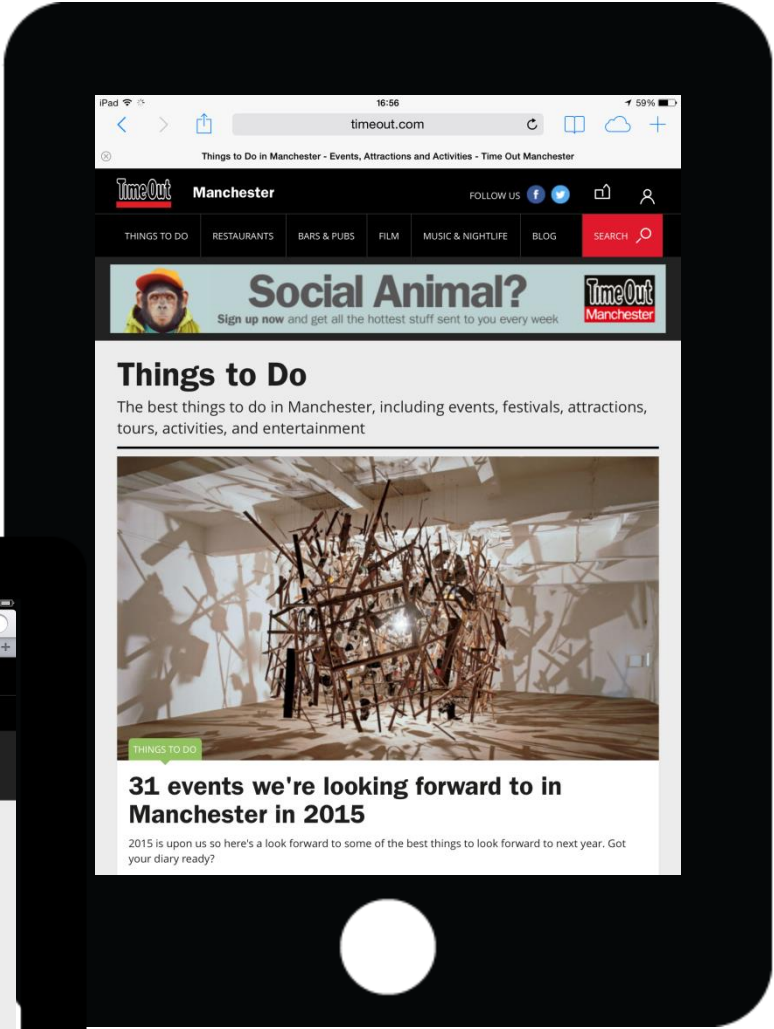 iPad 16:56 59%
timeout.com
Things to Do in Manchester - Events, Attractions and Activities - Time Out Manchester
TimeOut Manchester FOLLOW US
THINGS TO DO RESTAURANTS BARS & PUBS FILM MUSIC & NIGHTLIFE BLOG SEARCH
Social Animal?
Sign up now and get all the hottest stuff sent to you every week
TimeOut
Manchester
Things to Do
The best things to do in Manchester, including events, festivals, attractions,
tours, activities, and entertainment
THINGS TO DO
31 events we're looking forward to in
Manchester in 2015
2015 is upon us so here's a look forward to some of the best things to look forward to next year. Got
your diary ready?